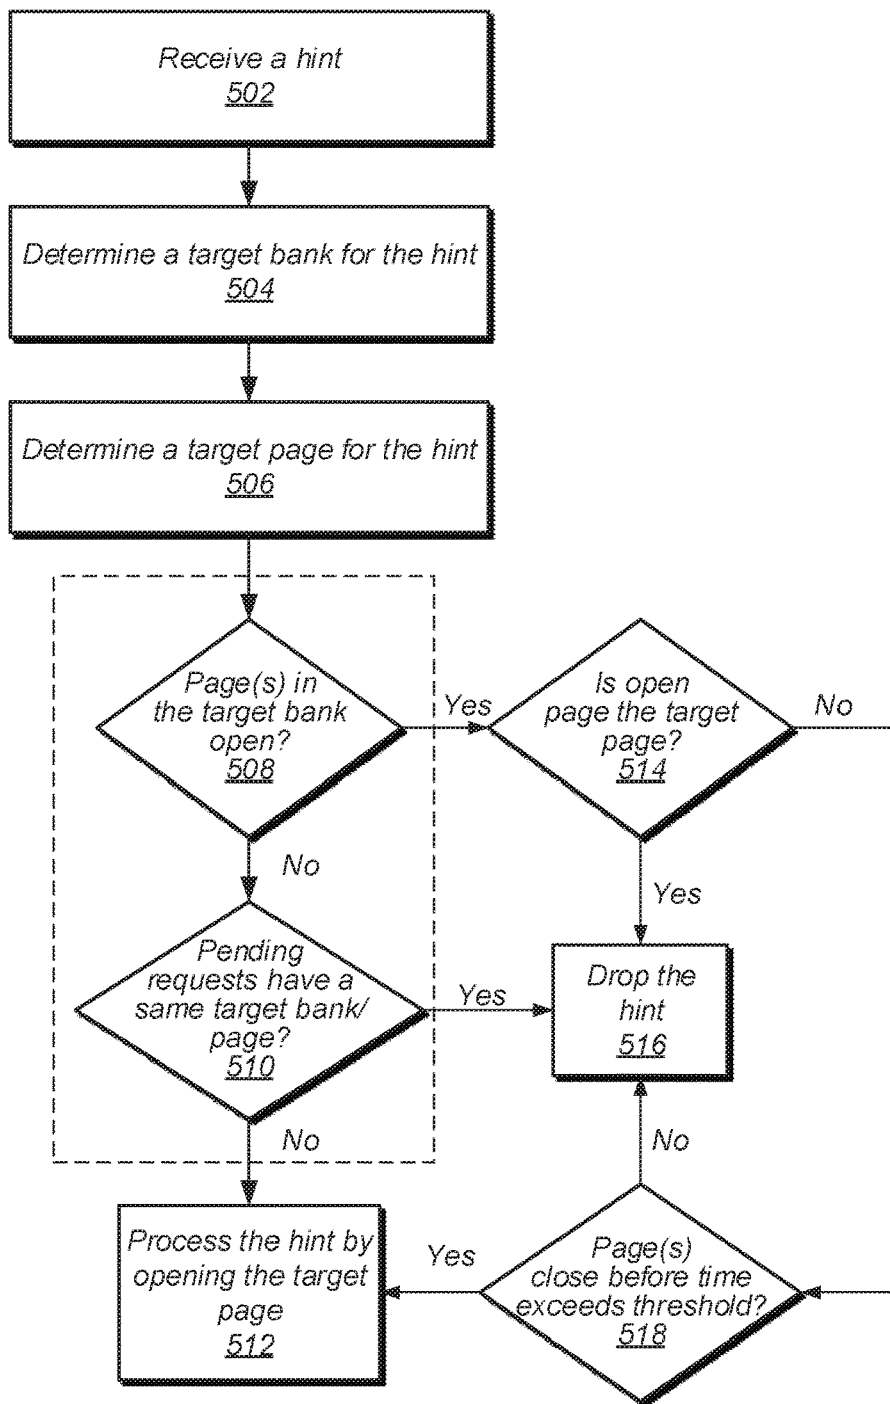 Receive a hint
502
Determine a target bank for the hint
504
Determine a target page for the hint
506
Page(s) in
the target bank
open?
508
Yes
Is open
page the target
page?
514
No
No
Yes
Pending
requests have a
same target bank/
page?
510
Yes
Drop the
hint
516
No
No
Process the hint by
opening the target
page
512
Yes
Page(s)
close before time
exceeds threshold?
518